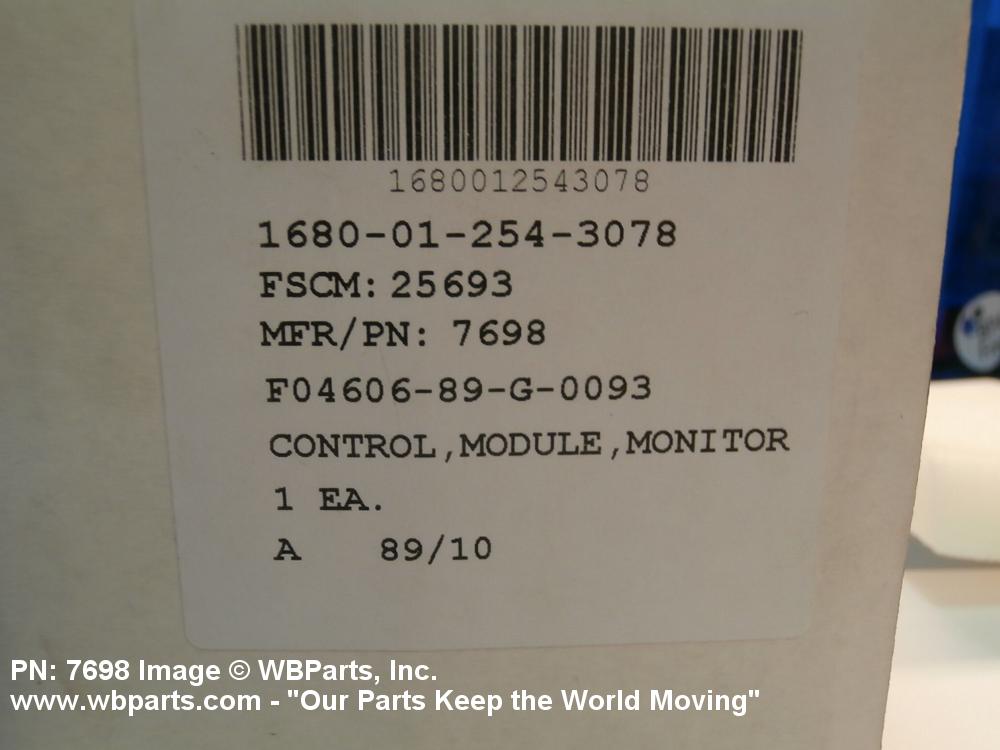 1680012543078
1680-01-254-3078
FSCM: 25693
MFR/PN: 7698
F04606-89-G-0093
CONTROL,MODULE,MONITOR
1 EA.
A 89/10
PN: 7698 Image © WBParts, Inc.
www.wbparts.com - "Our Parts Keep the World Moving"